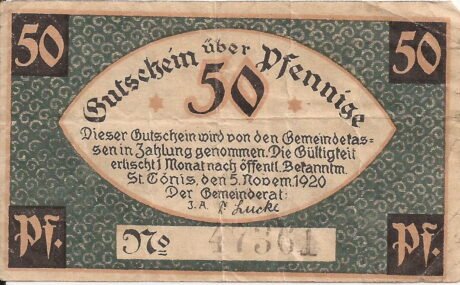 50 50
Gutschein über Pfennige
50
Dieser Gutschein wird von den Gemeindekas-
sen in Zahlung genommen. Die Gültigkeit
erlischt 1 Monat nach öffentl. Bekanntm.
St. Tönis, den 5. Novem. 1920
Der Gemeinderat:
J. A. Lucke
Pf. No 47361 Pf.